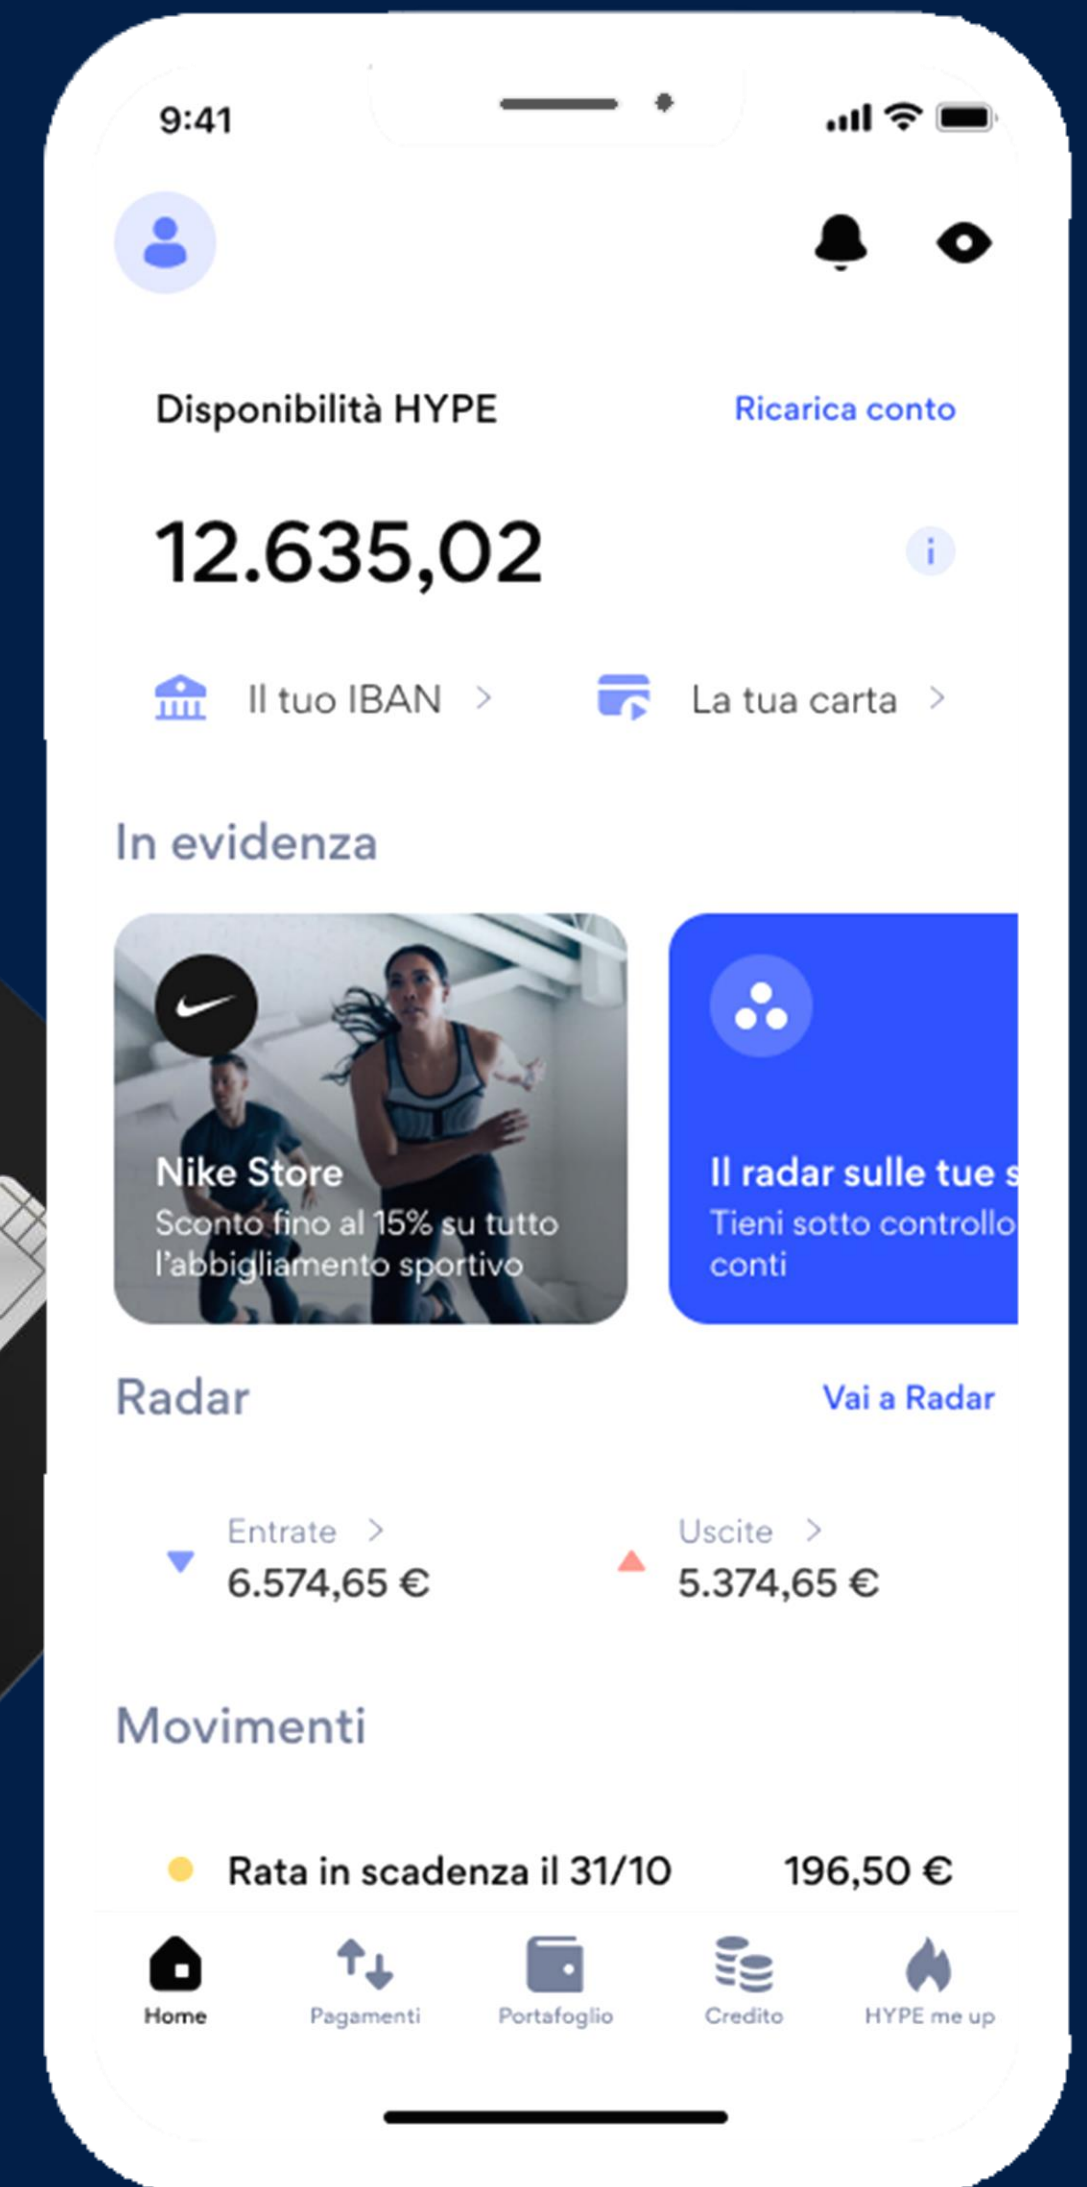 9:41
Disponibilità HYPE
Ricarica conto
12.635,02
i
Il tuo IBAN
La tua carta
In evidenza
Nike Store
Sconto fino al 15% su tutto
l'abbigliamento sportivo
Il radar sulle tue s
Tieni sotto controllo
conti
Radar
Vai a Radar
Entrate
6.574,65 €
Uscite
5.374,65 €
Movimenti
Rata in scadenza il 31/10
196,50 €
Home
Pagamenti
Portafoglio
Credito
HYPE me up